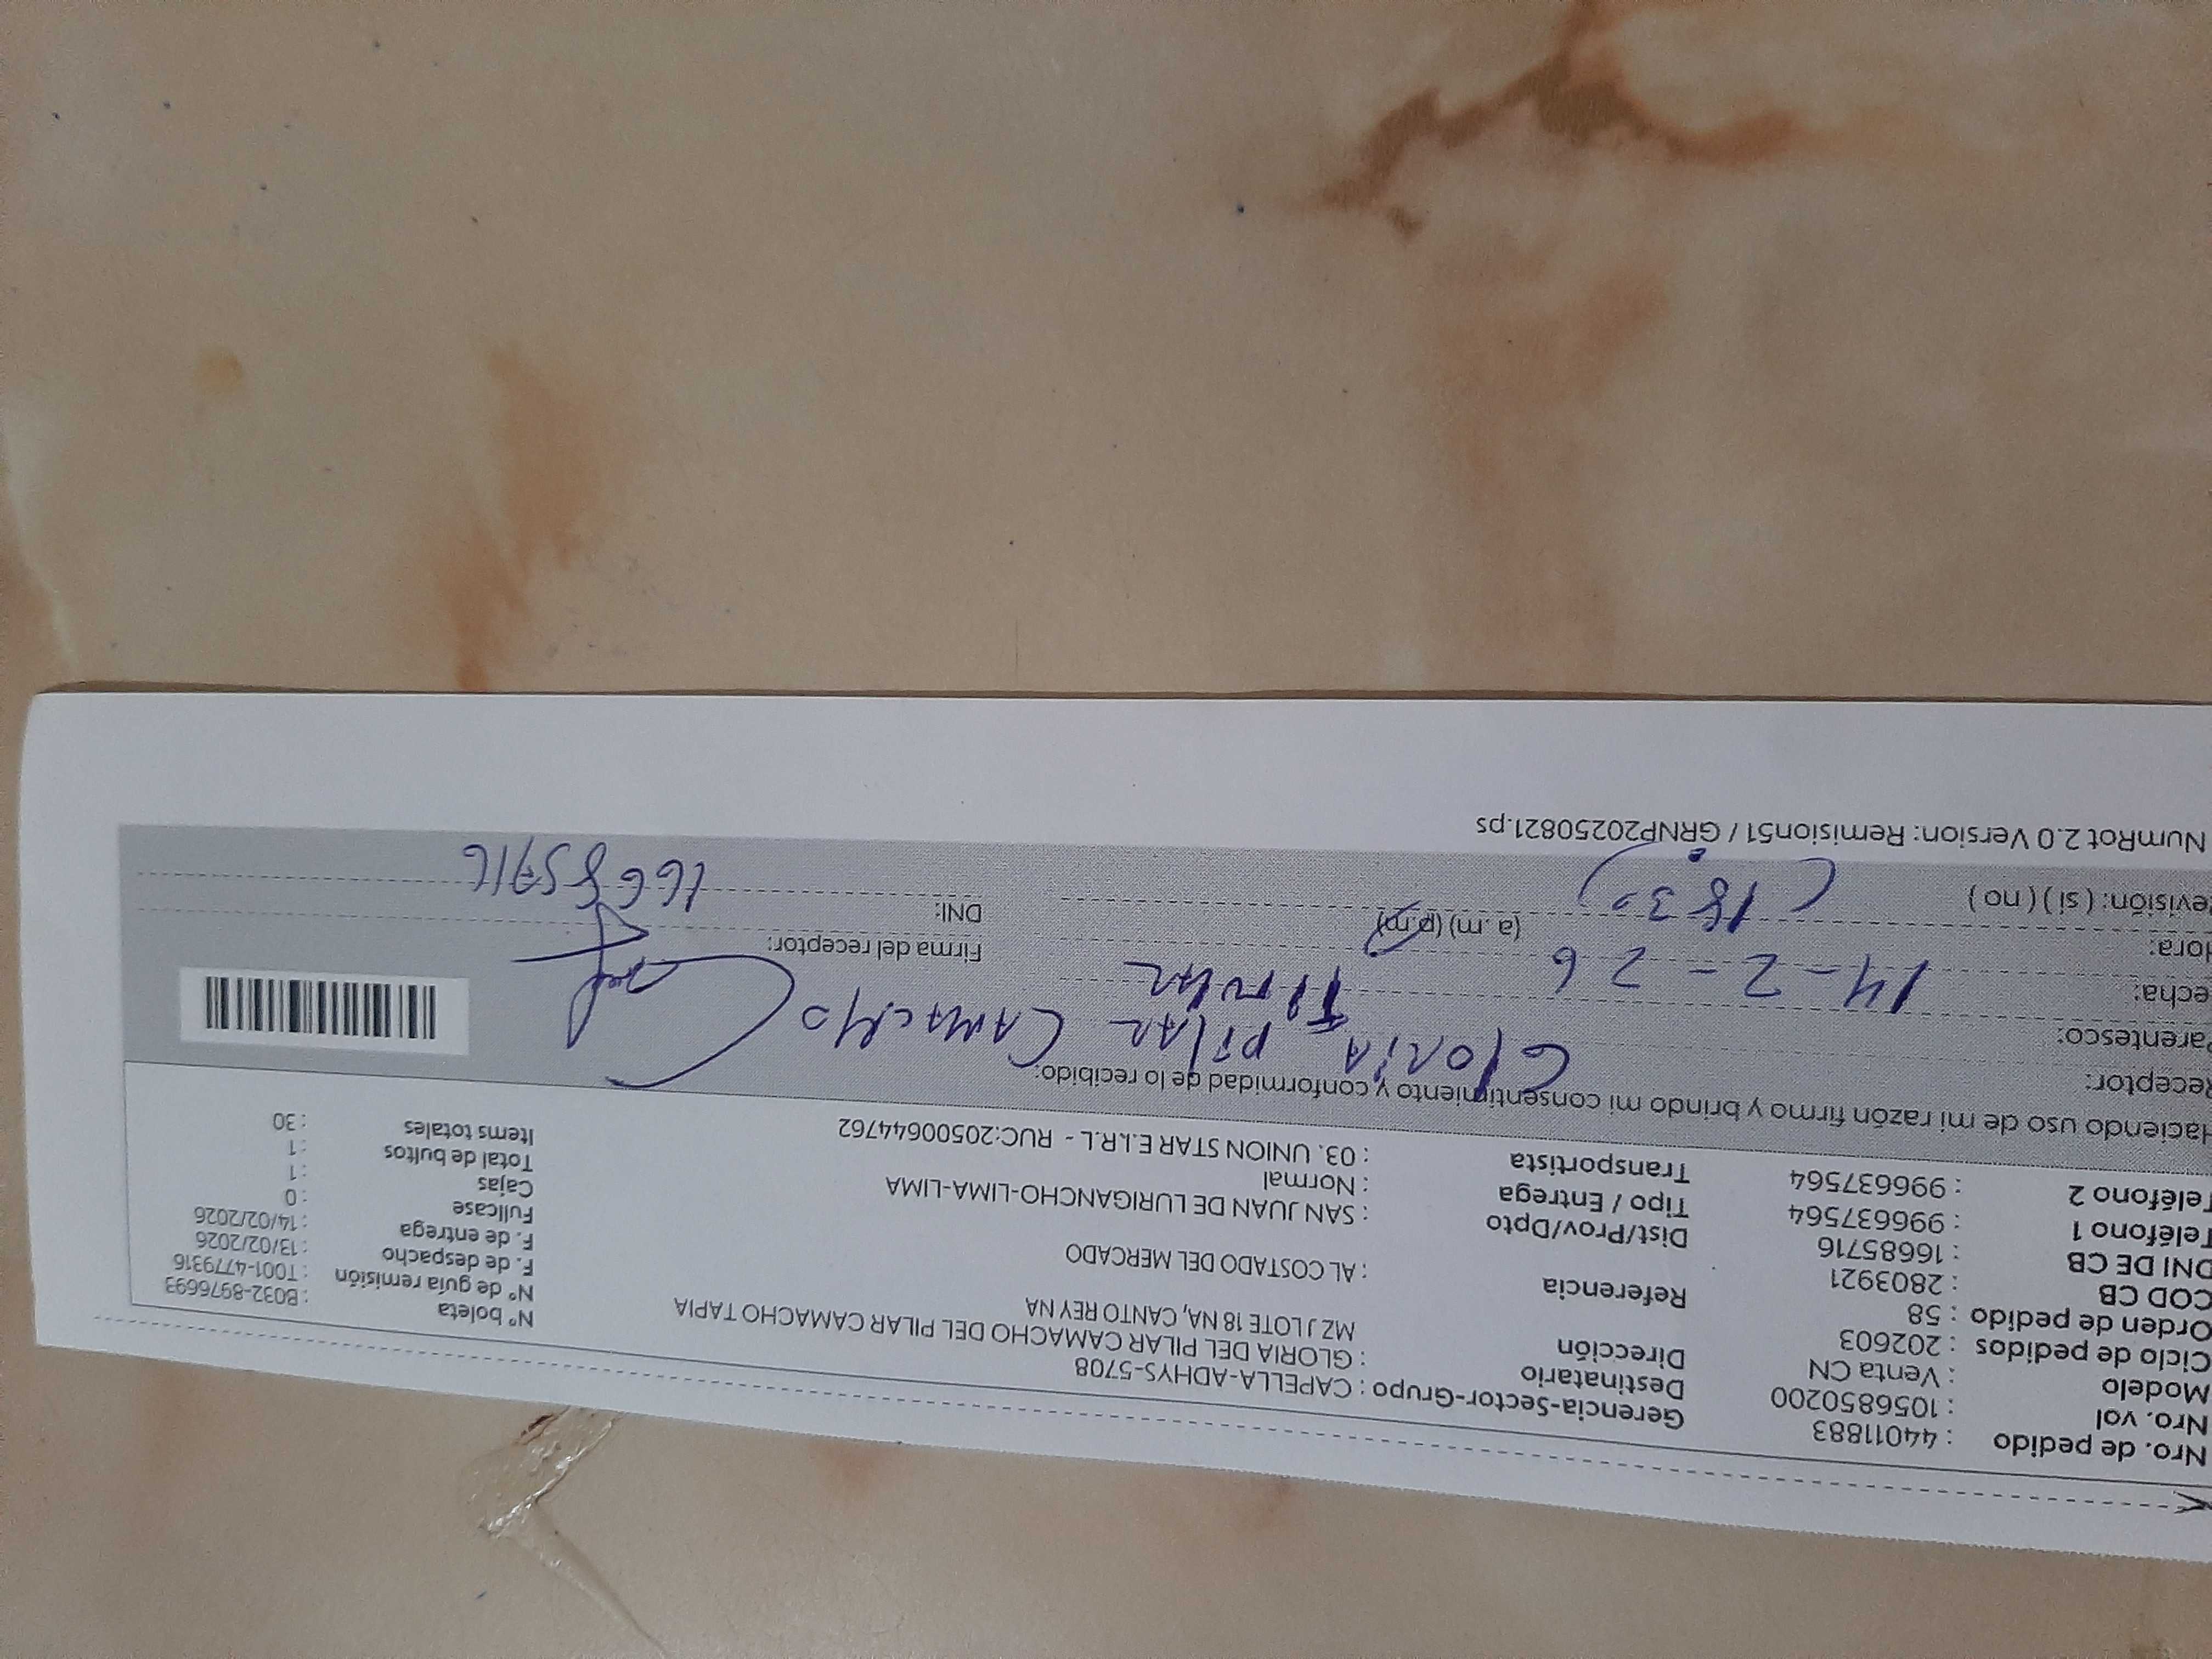 Nro. de pedido : 44011883
Nro. vol : 1056850200
Modelo : Venta CN
Ciclo de pedidos : 202603
Orden de pedido : 58
COD CB : 2803921
DNI DE CB : 16685716
Teléfono 1 : 996637564
Teléfono 2 : 996637564
Gerencia-Sector-Grupo : CAPELLA-ADHYS-5708
Destinatario : GLORIA DEL PILAR CAMACHO DEL PILAR CAMACHO TAPIA
Dirección MZ J LOTE 18 NA, CANTO REY NA
Referencia : AL COSTADO DEL MERCADO
Dist/Prov/Dpto : SAN JUAN DE LURIGANCHO-LIMA-LIMA
Tipo / Entrega : Normal
Transportista : 03. UNION STAR E.I.R.L - RUC:20500644762
N° boleta : B032-8976693
N° de guía remisión : T001-4779316
F. de despacho : 13/02/2026
F. de entrega : 14/02/2026
Fullcase : 0
Cajas : 1
Total de bultos : 1
Items totales : 30
Haciendo uso de mi razón firmo y brindo mi consentimiento y conformidad de lo recibido:
Receptor: GlORIA PILAR CAMACHO
Parentesco: TITULAR
echa: 14-2-26
Hora: (1830) (a. m) (p.m)
evisión: ( sí ) ( no )
Firma del receptor:
DNI: 16685716
NumRot 2.0 Version: Remision51 / GRNP20250821.ps